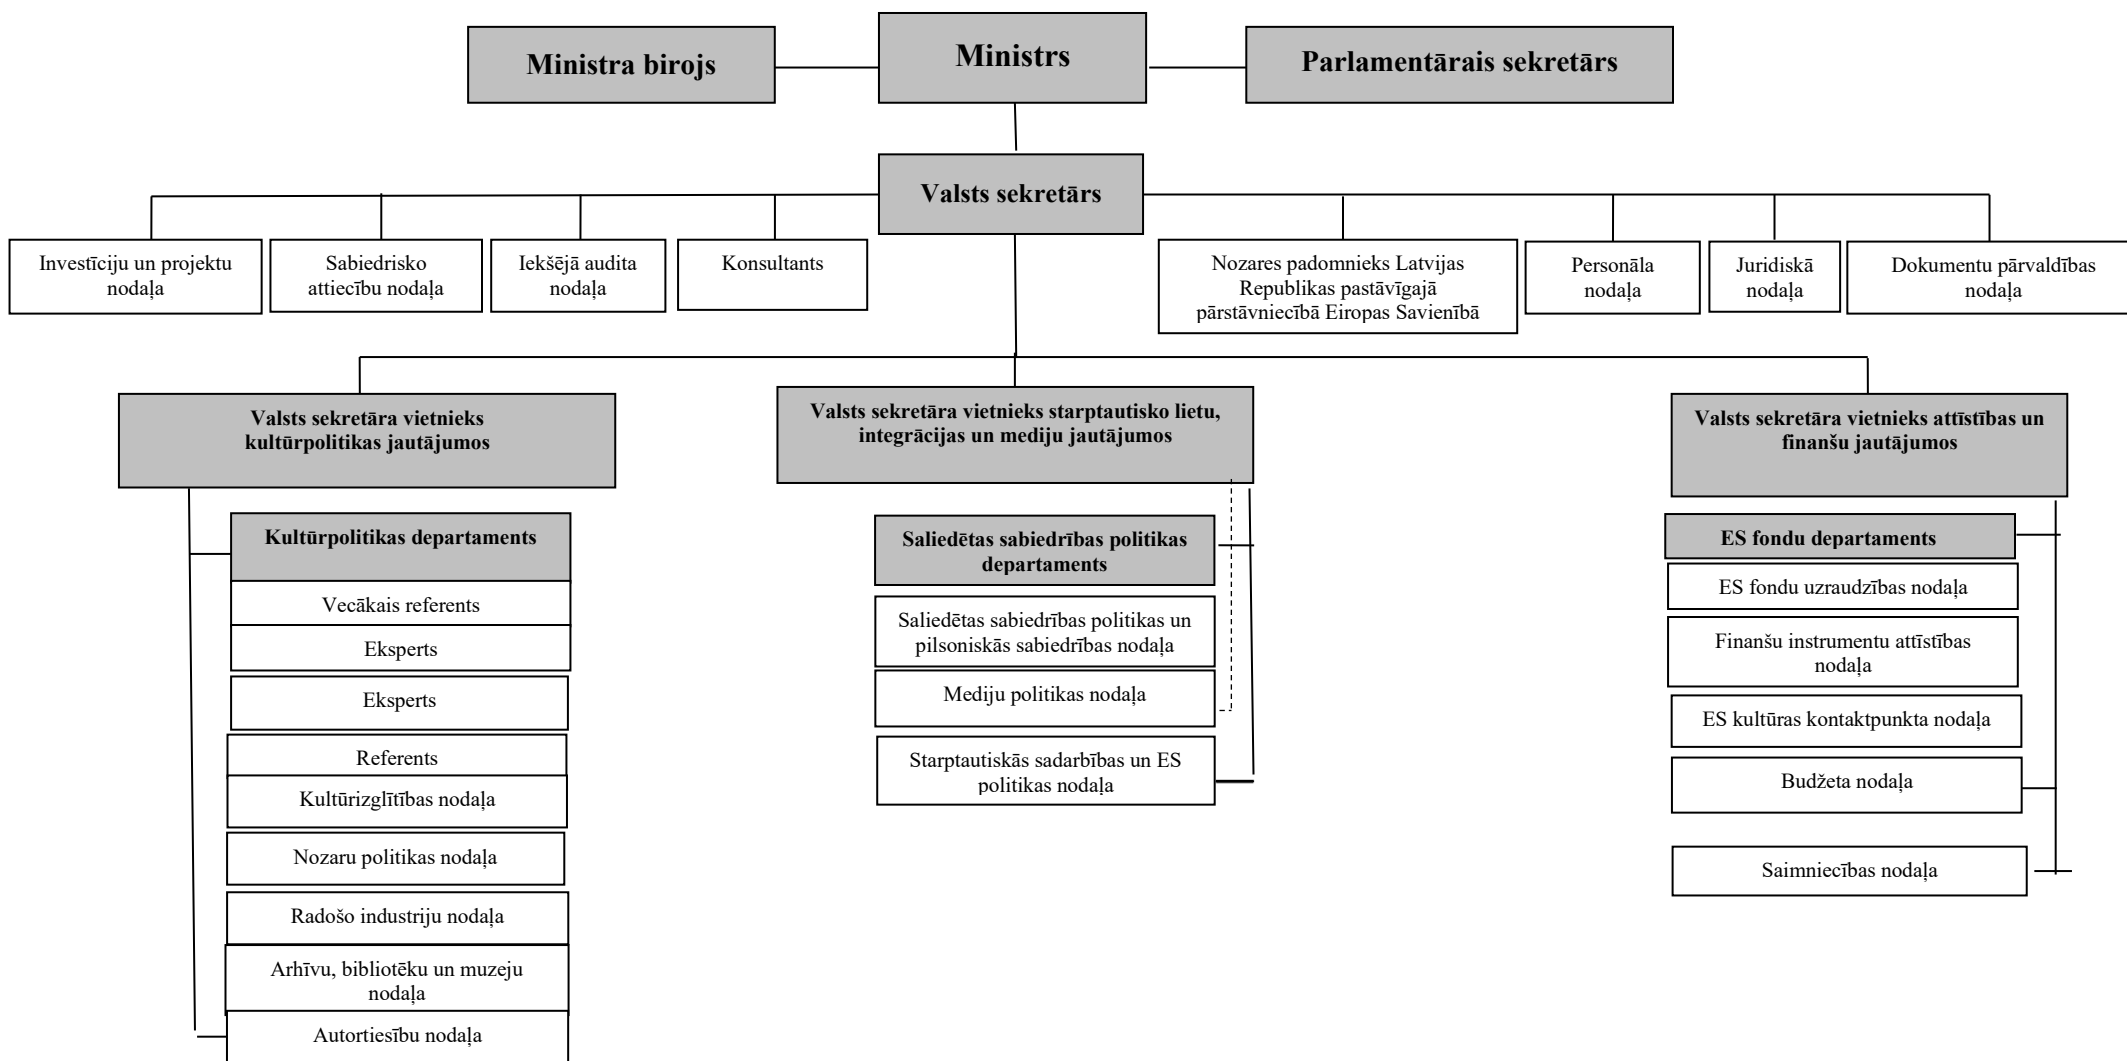 Ministra birojs
Ministrs
Parlamentārais sekretārs
Valsts sekretārs
Investīciju un projektu
nodaļa
Sabiedrisko
attiecību nodaļa
Iekšējā audita
nodaļa
Konsultants
Nozares padomnieks Latvijas
Republikas pastāvīgajā
pārstāvniecībā Eiropas Savienībā
Personāla
nodaļa
Juridiskā
nodaļa
Dokumentu pārvaldības
nodaļa
Valsts sekretāra vietnieks
kultūrpolitikas jautājumos
Kultūrpolitikas departaments
Vecākais referents
Eksperts
Eksperts
Referents
Kultūrizglītības nodaļa
Nozaru politikas nodaļa
Radošo industriju nodaļa
Arhīvu, bibliotēku un muzeju
nodaļa
Autortiesību nodaļa
Valsts sekretāra vietnieks starptautisko lietu,
integrācijas un mediju jautājumos
Saliedētas sabiedrības politikas
departaments
Saliedētas sabiedrības politikas un
pilsoniskās sabiedrības nodaļa
Mediju politikas nodaļa
Starptautiskās sadarbības un ES
politikas nodaļa
Valsts sekretāra vietnieks attīstības un
finanšu jautājumos
ES fondu departaments
ES fondu uzraudzības nodaļa
Finanšu instrumentu attīstības
nodaļa
ES kultūras kontaktpunkta nodaļa
Budžeta nodaļa
Saimniecības nodaļa